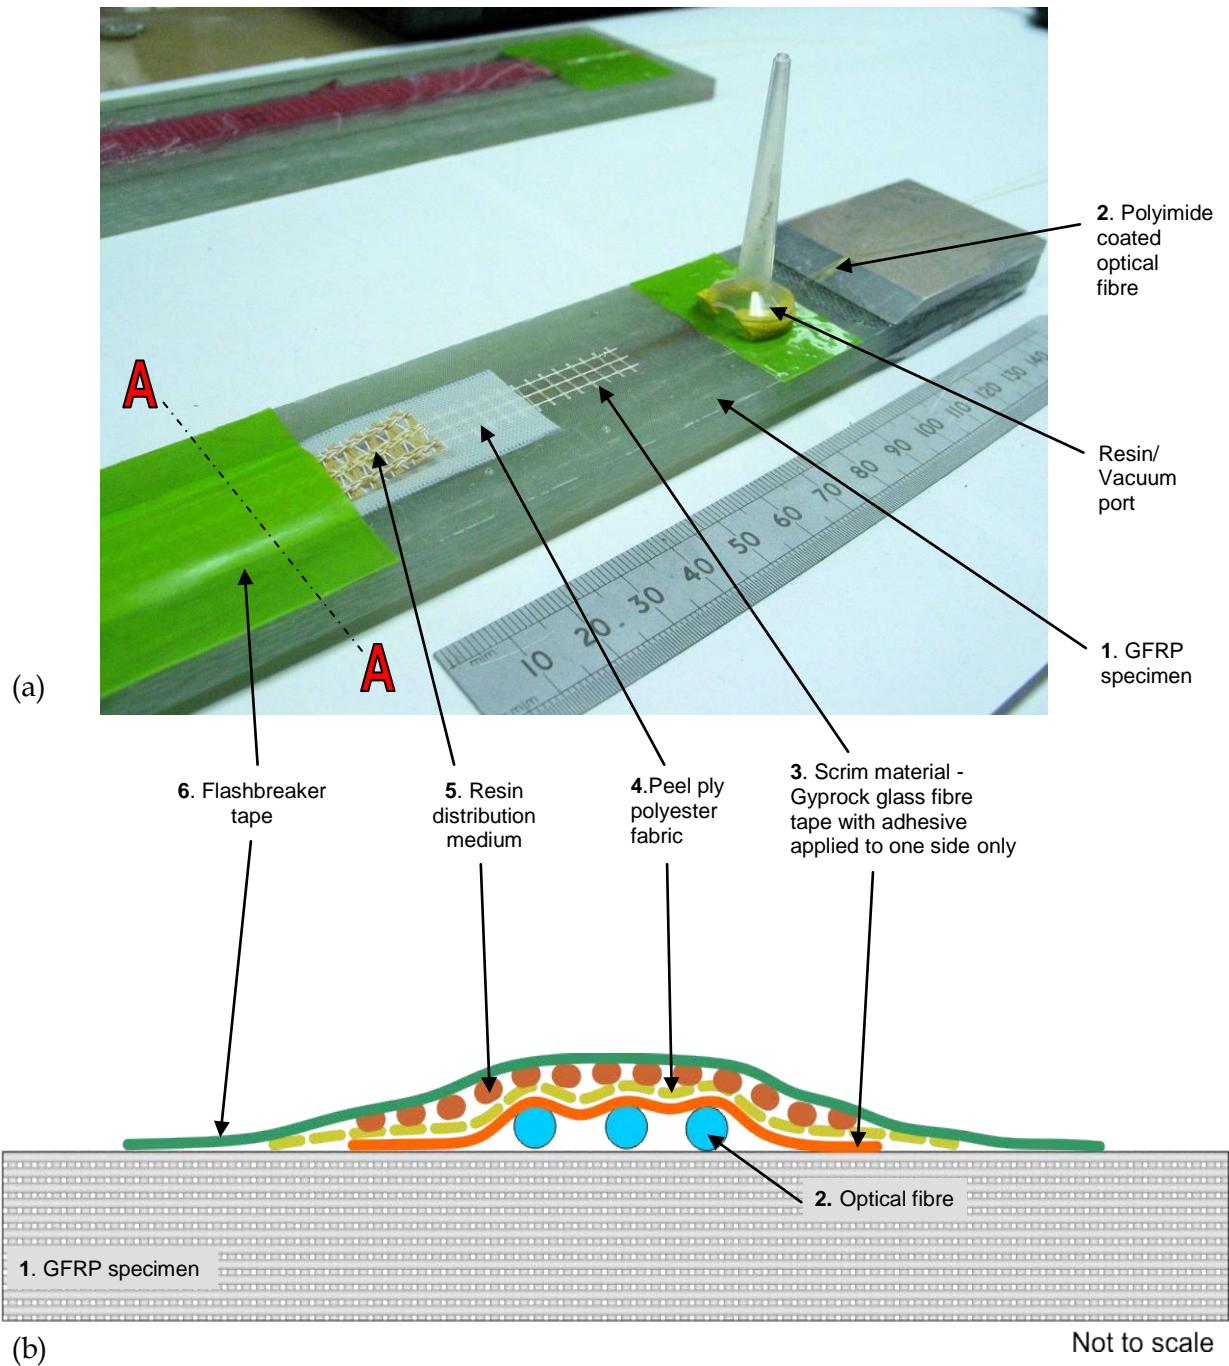 A
A
2. Polyimide
coated
optical
fibre
Resin/
Vacuum
port
1. GFRP
specimen
m/m
10
20
30
40
50
60
70
80
90
100
110
120
130
140
(a)
6. Flashbreaker
tape
5. Resin
distribution
medium
4.Peel ply
polyester
fabric
3. Scrim material -
Gyprock glass fibre
tape with adhesive
applied to one side only
2. Optical fibre
1. GFRP specimen
(b)
Not to scale